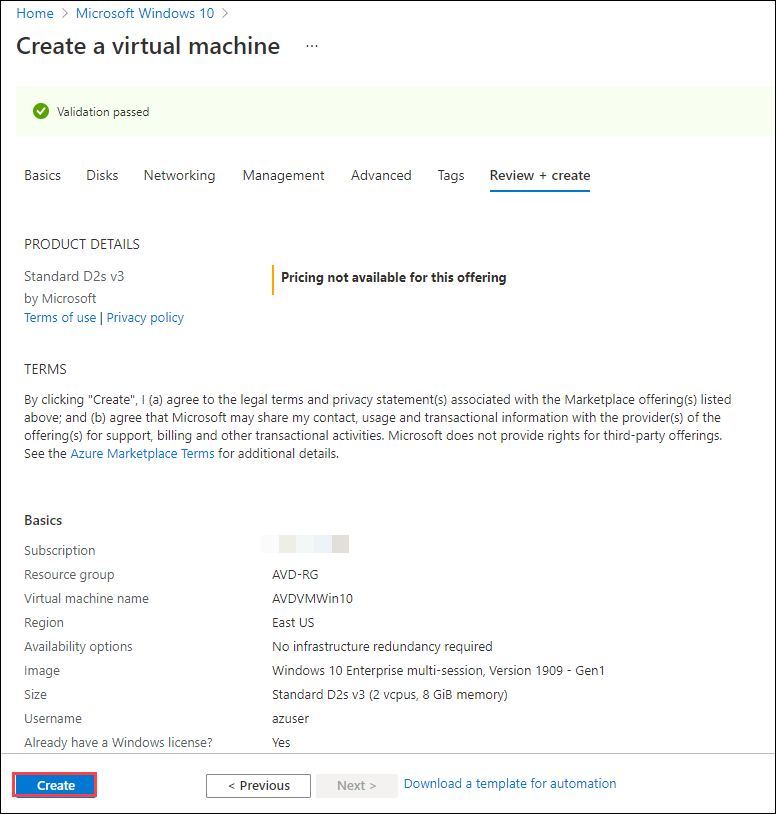 Home > Microsoft Windows 10 >
Create a virtual machine ...
Validation passed
Basics Disks Networking Management Advanced Tags Review + create
PRODUCT DETAILS
Standard D2s v3
by Microsoft
Terms of use | Privacy policy
Pricing not available for this offering
TERMS
By clicking "Create", I (a) agree to the legal terms and privacy statement(s) associated with the Marketplace offering(s) listed
above; and (b) agree that Microsoft may share my contact, usage and transactional information with the provider(s) of the
offering(s) for support, billing and other transactional activities. Microsoft does not provide rights for third-party offerings.
See the Azure Marketplace Terms for additional details.
Basics
Subscription
Resource group AVD-RG
Virtual machine name AVDVMWin10
Region East US
Availability options No infrastructure redundancy required
Image Windows 10 Enterprise multi-session, Version 1909 - Gen1
Size Standard D2s v3 (2 vcpus, 8 GiB memory)
Username azuser
Already have a Windows license? Yes
Create < Previous Next > Download a template for automation